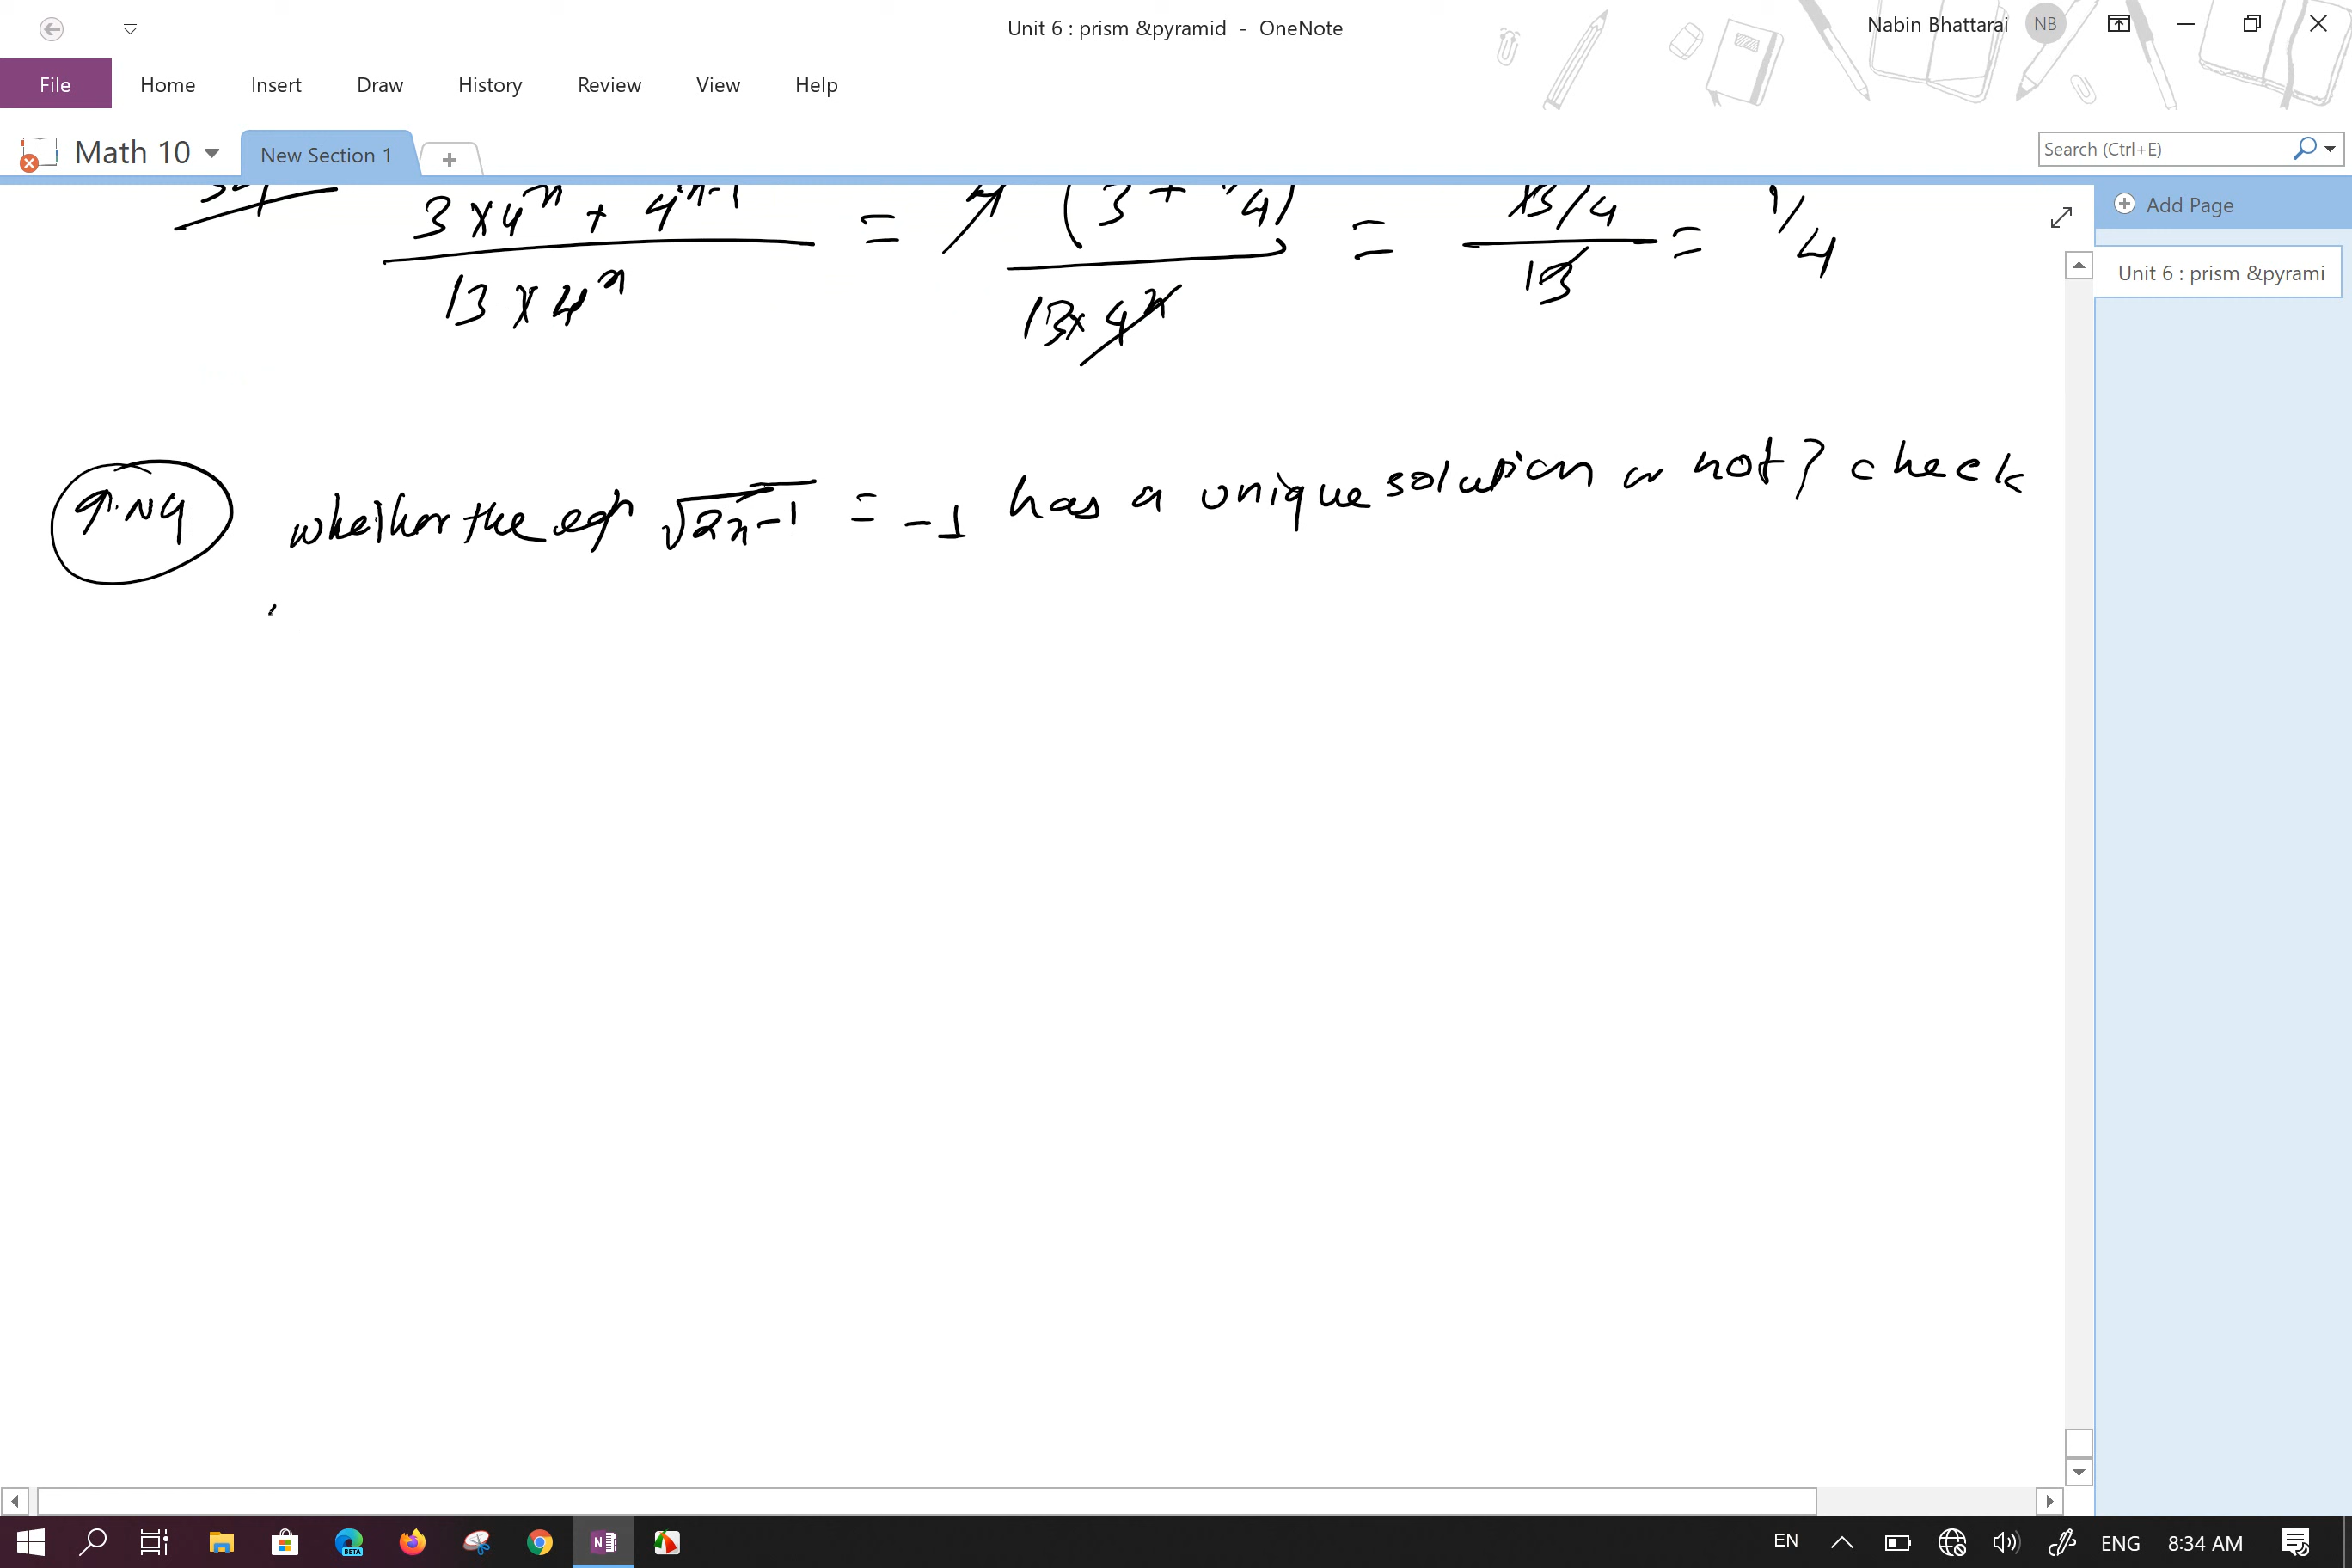 Unit 6 : prism &pyramid - OneNote
Nabin Bhattarai NB
File Home Insert Draw History Review View Help
Math 10 New Section 1 +
Search (Ctrl+E)
Add Page
Unit 6 : prism &pyrami
3 × 4ⁿ + 4ⁿ⁻¹ = (3 + 1/4) = 13/4 = 1/4
13 × 4ⁿ 13 × 4ⁿ 13
whether the eqn √2x-1 = -1 has a unique solution or not? check
BETA
N
EN
ENG
8:34 AM